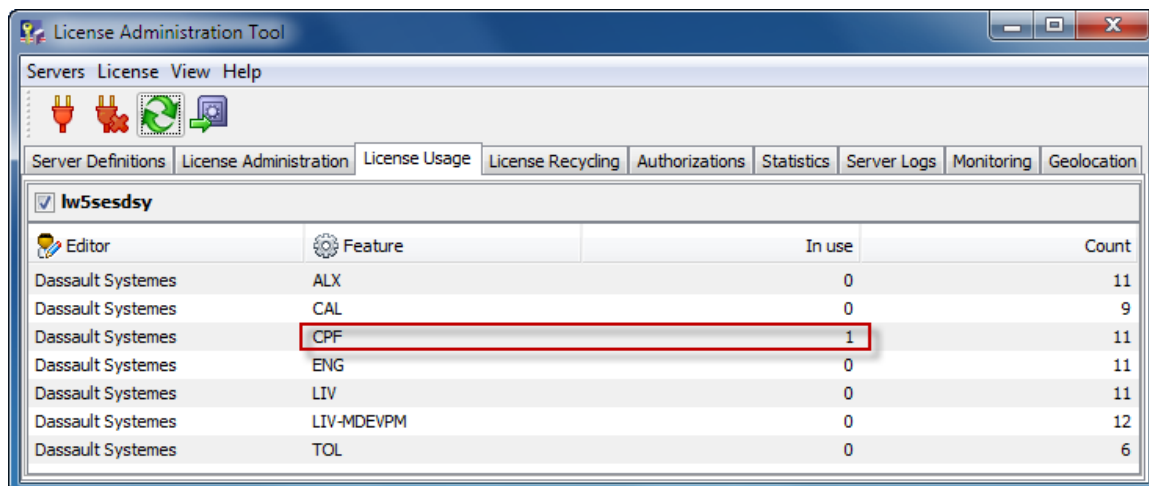 License Administration Tool
Servers License View Help
Server Definitions License Administration License Usage License Recycling Authorizations Statistics Server Logs Monitoring Geolocation
lw5sesdsy
Editor Feature In use Count
Dassault Systemes ALX 0 11
Dassault Systemes CAL 0 9
Dassault Systemes CPF 1 11
Dassault Systemes ENG 0 11
Dassault Systemes LIV 0 11
Dassault Systemes LIV-MDEVPM 0 12
Dassault Systemes TOL 0 6